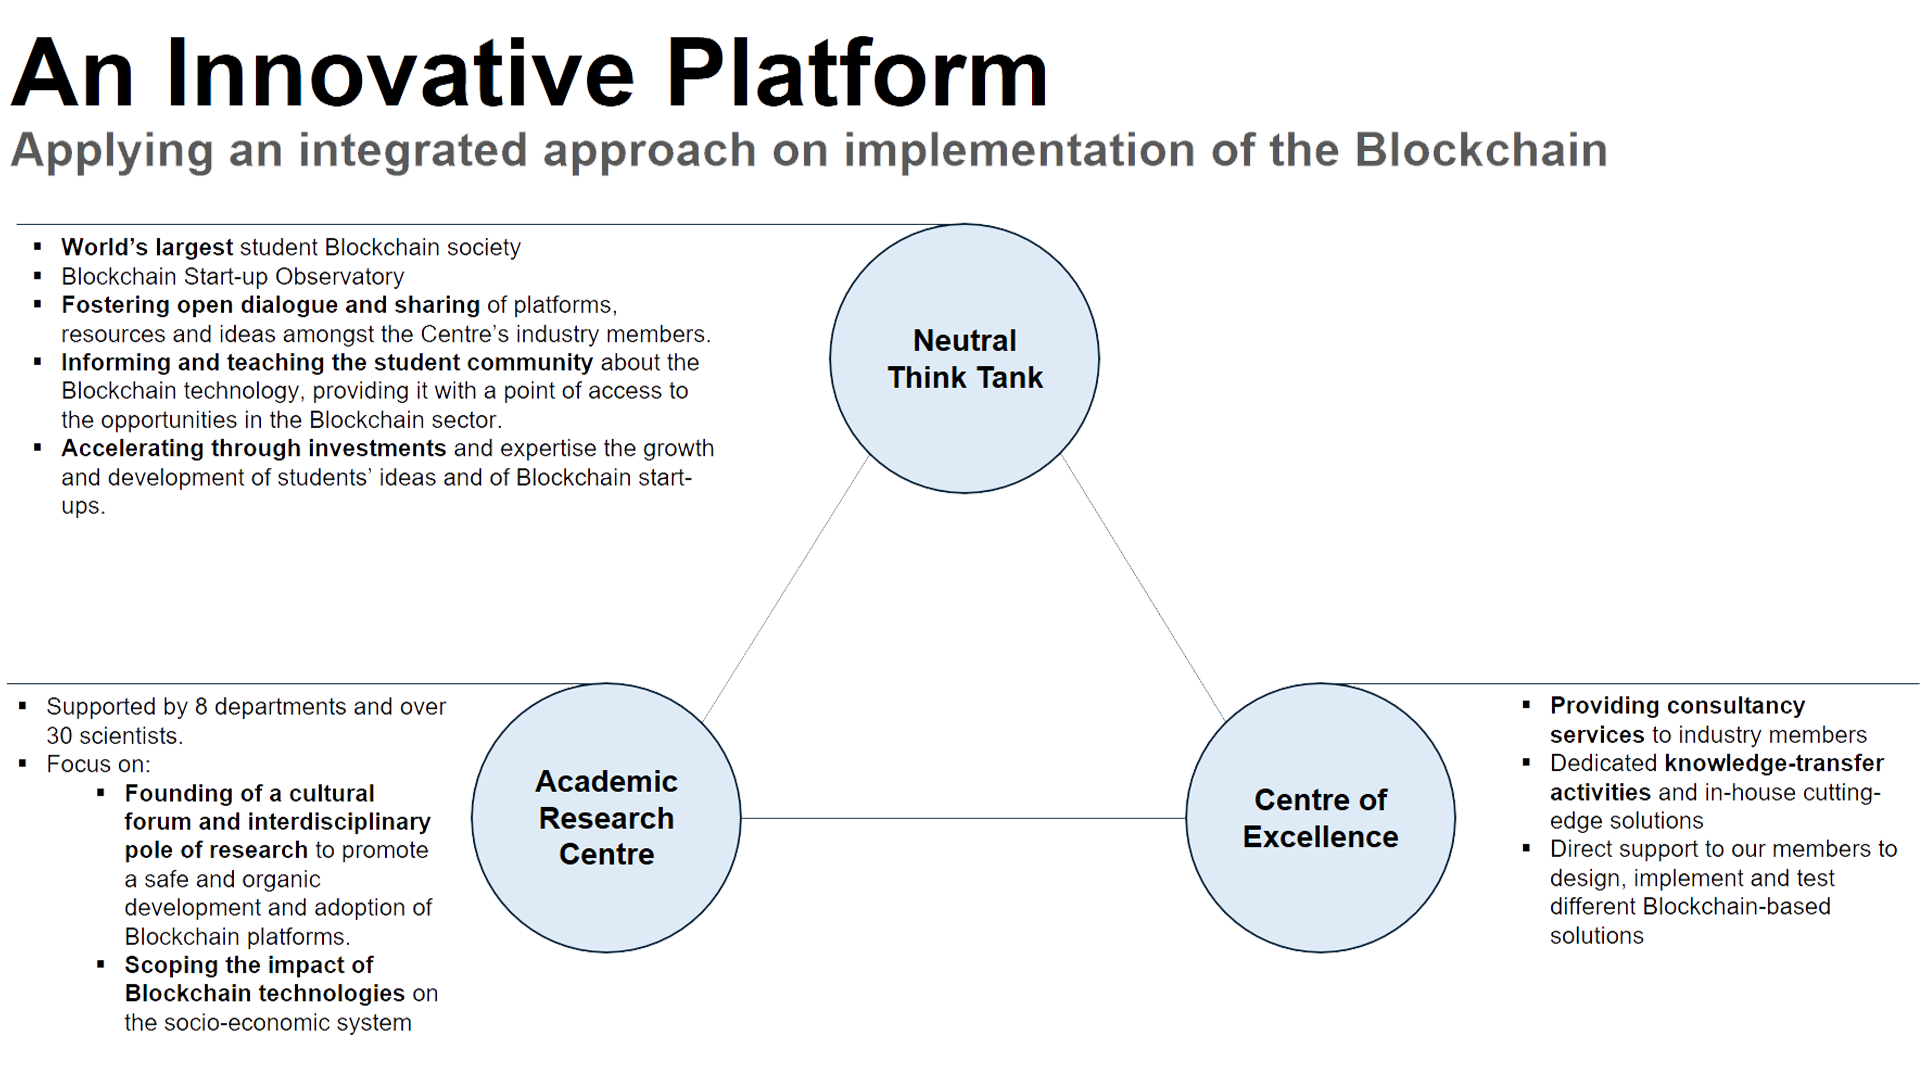 An Innovative Platform
Applying an integrated approach on implementation of the Blockchain
▪ World’s largest student Blockchain society
▪ Blockchain Start-up Observatory
▪ Fostering open dialogue and sharing of platforms,
resources and ideas amongst the Centre’s industry members.
▪ Informing and teaching the student community about the
Blockchain technology, providing it with a point of access to
the opportunities in the Blockchain sector.
▪ Accelerating through investments and expertise the growth
and development of students’ ideas and of Blockchain start-
ups.
Neutral
Think Tank
▪ Supported by 8 departments and over
30 scientists.
▪ Focus on:
▪ Founding of a cultural
forum and interdisciplinary
pole of research to promote
a safe and organic
development and adoption of
Blockchain platforms.
▪ Scoping the impact of
Blockchain technologies on
the socio-economic system
Academic
Research
Centre
Centre of
Excellence
▪ Providing consultancy
services to industry members
▪ Dedicated knowledge-transfer
activities and in-house cutting-
edge solutions
▪ Direct support to our members to
design, implement and test
different Blockchain-based
solutions